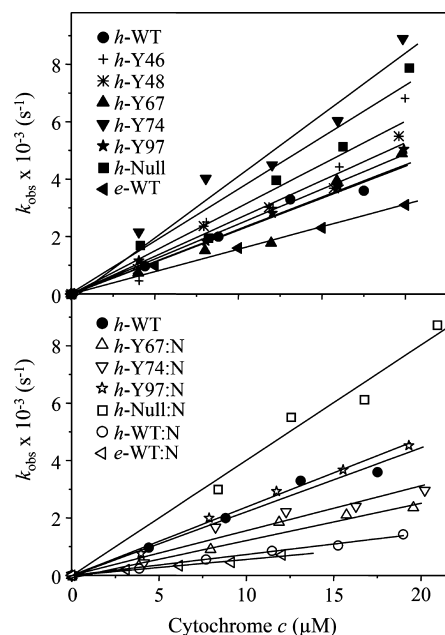 8
6
4
2
0
k_obs x 10^-3 (s^-1)
h-WT
h-Y46
h-Y48
h-Y67
h-Y74
h-Y97
h-Null
e-WT
8
6
4
2
0
k_obs x 10^-3 (s^-1)
h-WT
h-Y67:N
h-Y74:N
h-Y97:N
h-Null:N
h-WT:N
e-WT:N
0 5 10 15 20
Cytochrome c (μM)